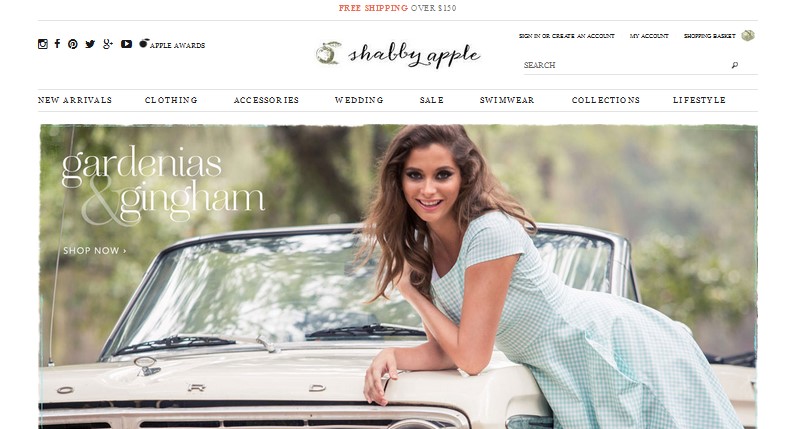 FREE SHIPPING OVER $150
APPLE AWARDS
shabby apple
SIGN IN OR CREATE AN ACCOUNT MY ACCOUNT SHOPPING BASKET
SEARCH
NEW ARRIVALS CLOTHING ACCESSORIES WEDDING SALE SWIMWEAR COLLECTIONS LIFESTYLE
gardenias
& gingham
SHOP NOW ›
O R D